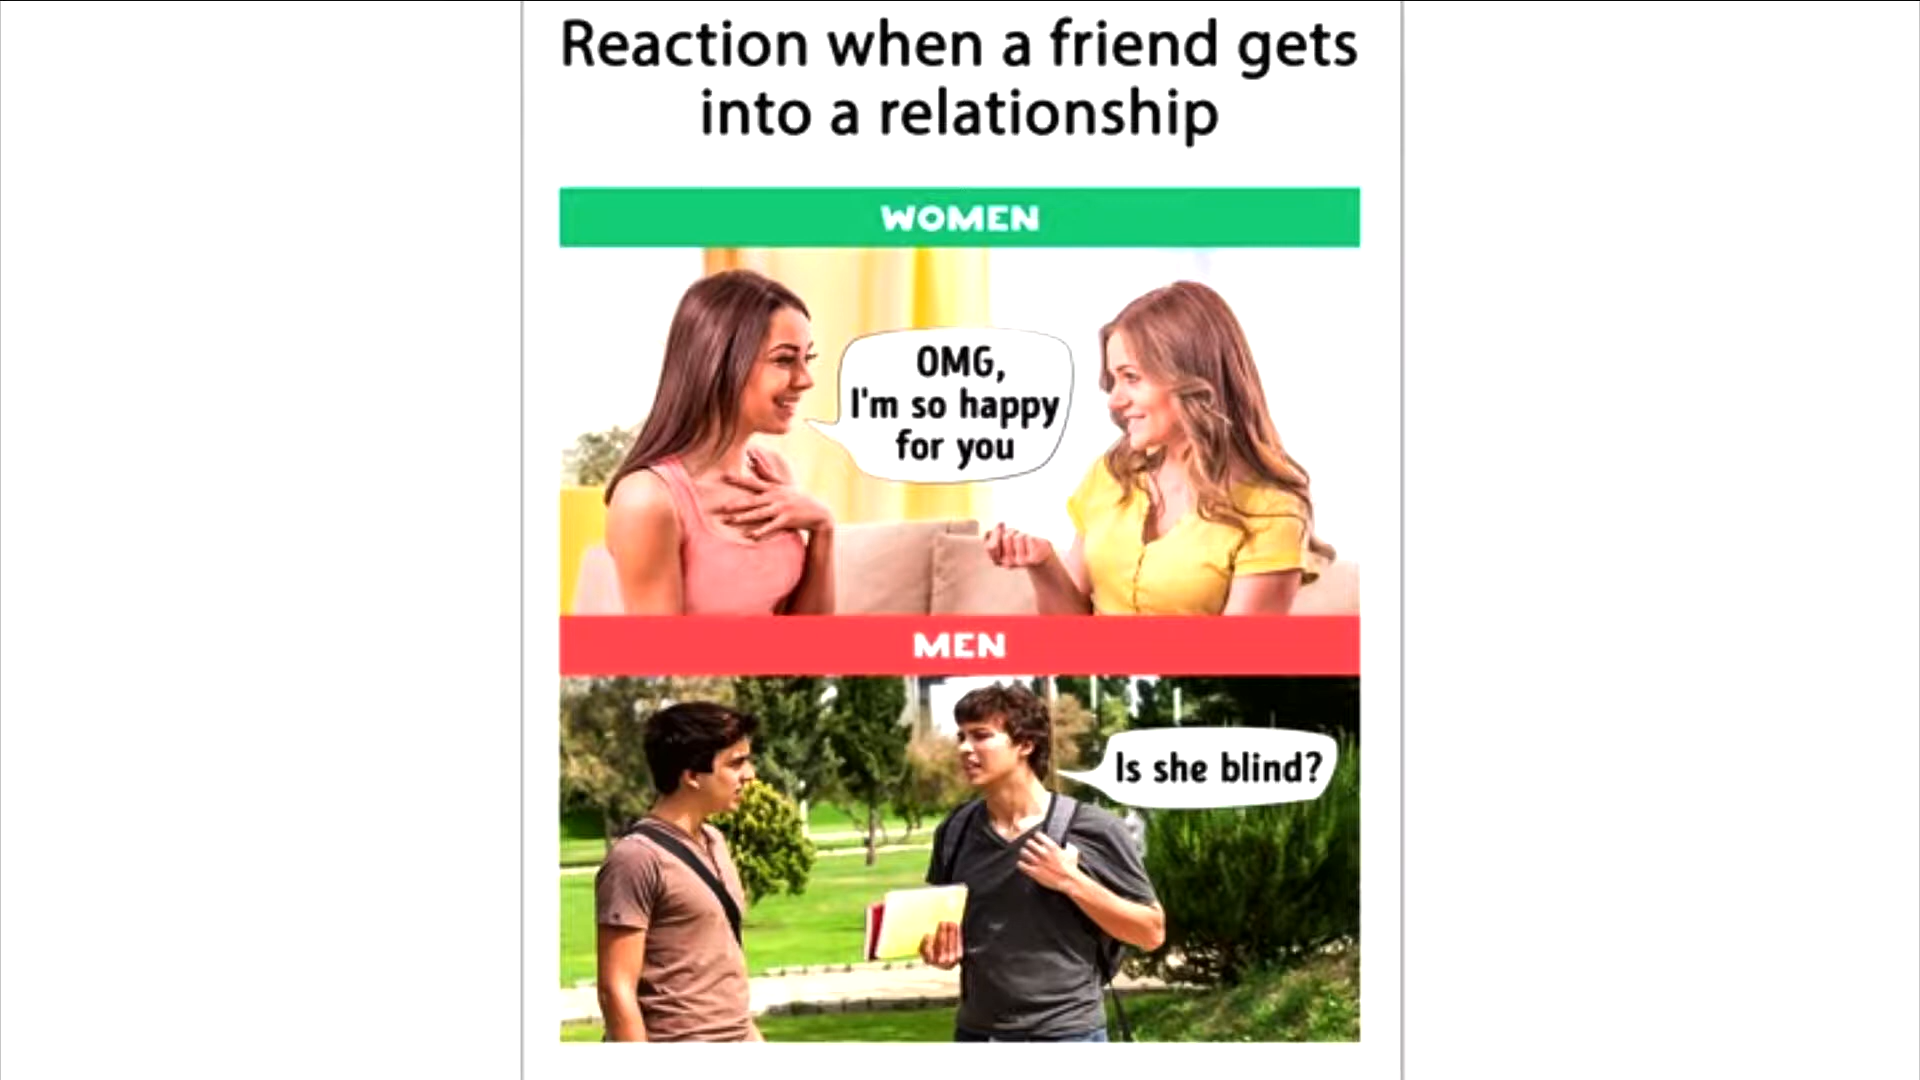 Reaction when a friend gets
into a relationship
WOMEN
OMG,
I'm so happy
for you
MEN
Is she blind?